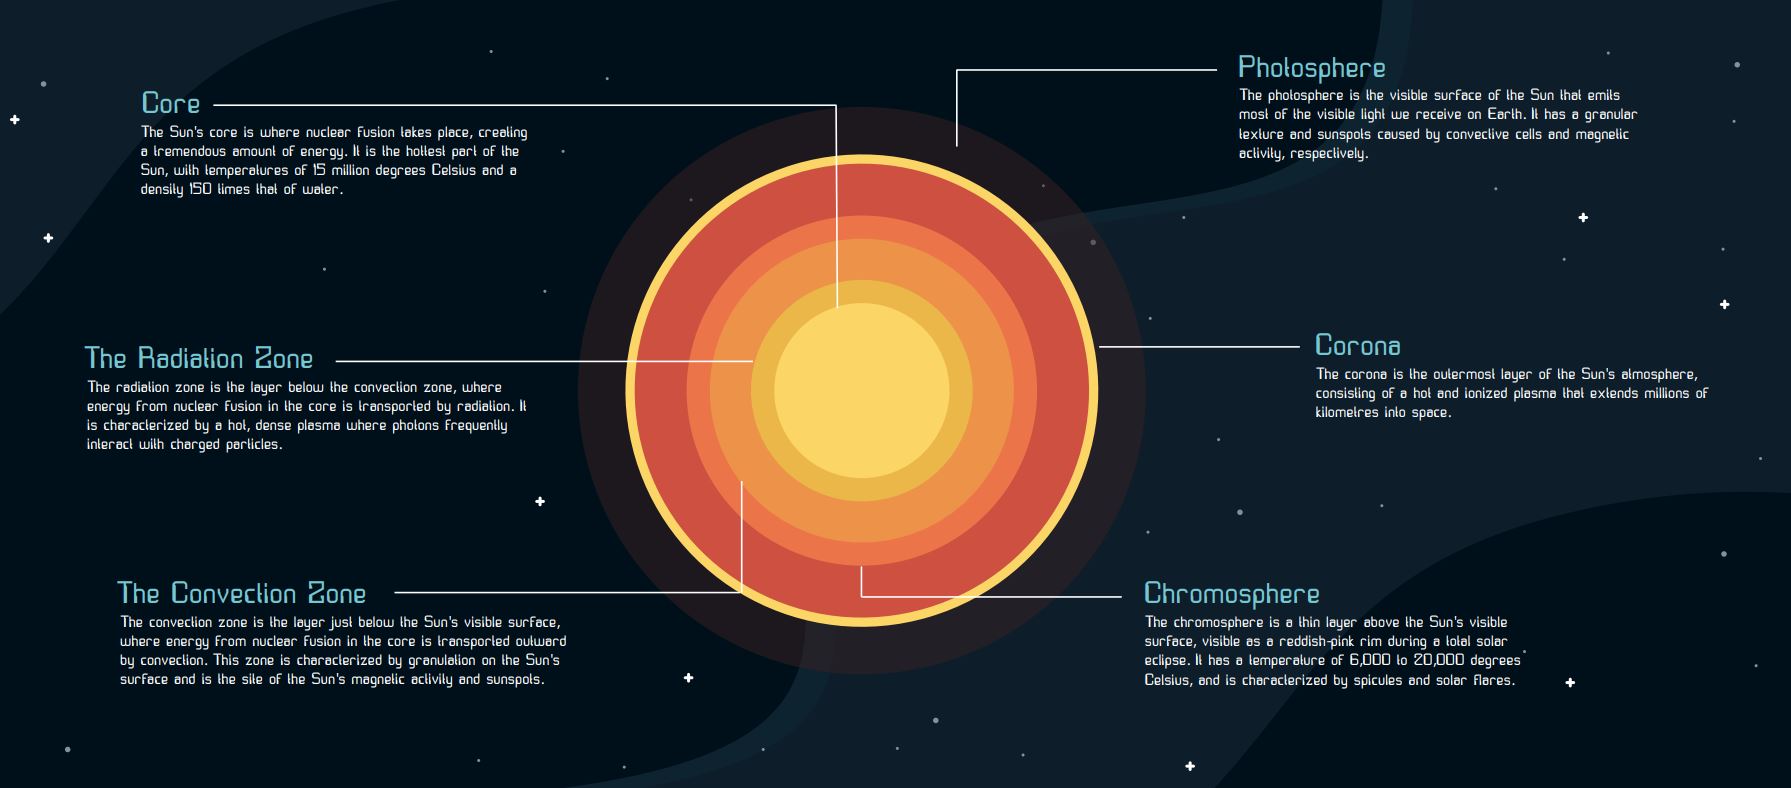 Core
The Sun's core is where nuclear fusion takes place, creating
a tremendous amount of energy. It is the hottest part of the
Sun, with temperatures of 15 million degrees Celsius and a
density 150 times that of water.
The Radiation Zone
The radiation zone is the layer below the convection zone, where
energy from nuclear fusion in the core is transported by radiation. It
is characterized by a hot, dense plasma where photons frequently
interact with charged particles.
The Convection Zone
The convection zone is the layer just below the Sun's visible surface,
where energy from nuclear fusion in the core is transported outward
by convection. This zone is characterized by granulation on the Sun's
surface and is the site of the Sun's magnetic activity and sunspots.
Photosphere
The photosphere is the visible surface of the Sun that emits
most of the visible light we receive on Earth. It has a granular
texture and sunspots caused by convective cells and magnetic
activity, respectively.
Corona
The corona is the outermost layer of the Sun's atmosphere,
consisting of a hot and ionized plasma that extends millions of
kilometres into space.
Chromosphere
The chromosphere is a thin layer above the Sun's visible
surface, visible as a reddish-pink rim during a total solar
eclipse. It has a temperature of 6,000 to 20,000 degrees
Celsius, and is characterized by spicules and solar flares.